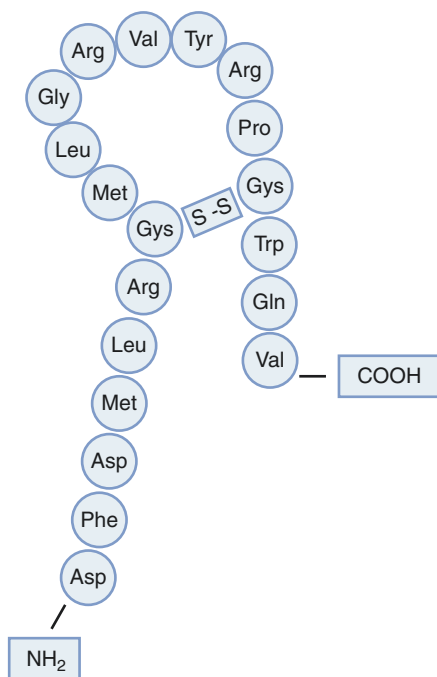 Arg
Val
Tyr
Arg
Gly
Pro
Leu
Met
Gys
S -S
Gys
Arg
Trp
Leu
Gln
Met
Val
COOH
Asp
Phe
Asp
NH₂